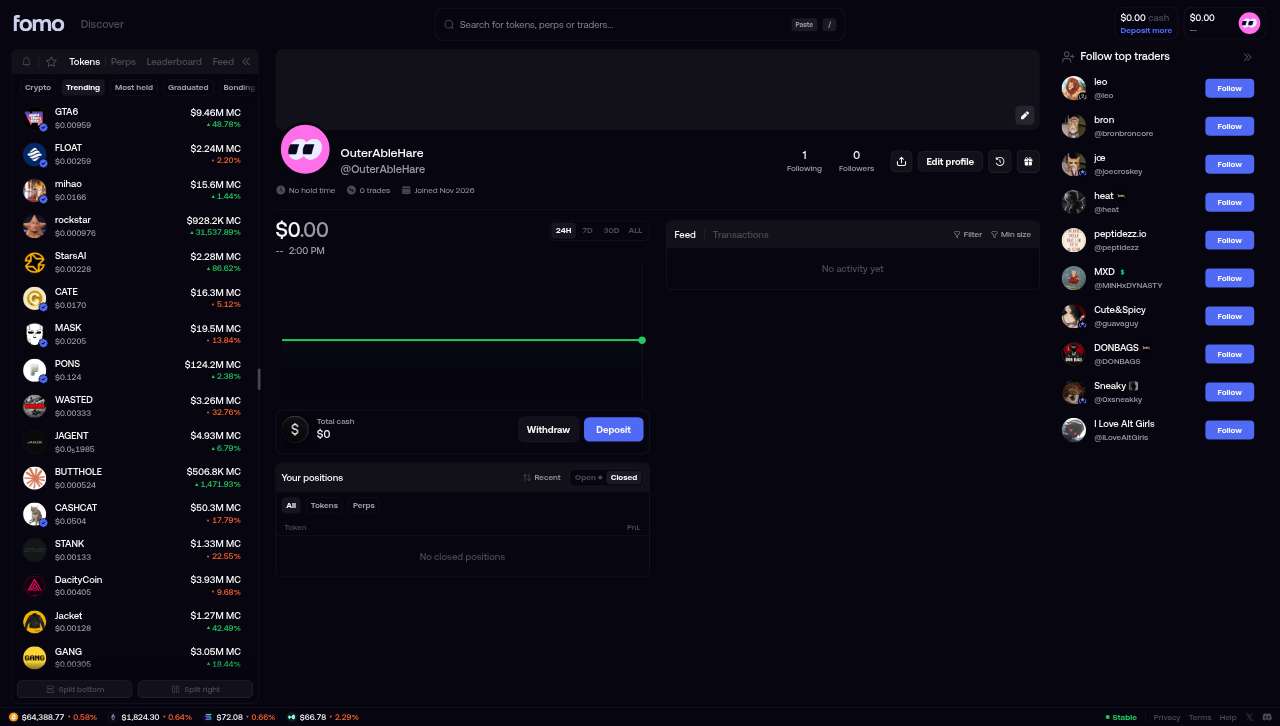 fomo Discover
Search for tokens, perps or traders... Paste /
$0.00 cash $0.00
Deposit more —
Tokens Perps Leaderboard Feed
Crypto Trending Most held Graduated Bonding
GTA6 $9.46M MC
$0.00959 48.78%
FLOAT $2.24M MC
$0.00259 2.20%
mihao $15.6M MC
$0.0166 1.44%
rockstar $928.2K MC
$0.000976 31,537.89%
StarsAI $2.28M MC
$0.00228 86.62%
CATE $16.3M MC
$0.0170 5.12%
MASK $19.5M MC
$0.0205 13.84%
PONS $124.2M MC
$0.124 2.38%
WASTED $3.26M MC
$0.00333 32.76%
JAGENT $4.93M MC
$0.0₅1985 6.79%
BUTTHOLE $506.8K MC
$0.000524 1,471.93%
CASHCAT $50.3M MC
$0.0504 17.79%
STANK $1.33M MC
$0.00133 22.55%
DacityCoin $3.93M MC
$0.00405 9.68%
Jacket $1.27M MC
$0.00128 42.49%
GANG $3.05M MC
$0.00305 18.44%
Split bottom Split right
OuterAbleHare
@OuterAbleHare
1 Following
0 Followers
Edit profile
No hold time 0 trades Joined Nov 2026
$0.00
-- 2:00 PM
24H 7D 30D ALL
Total cash
$0
Withdraw Deposit
Your positions Recent Open Closed
All Tokens Perps
Token PnL
No closed positions
Feed Transactions Filter Min size
No activity yet
Follow top traders
leo
@leo
Follow
bron
@bronbroncore
Follow
joe
@joecroskey
Follow
heat
@heat
Follow
peptidezz.io
@peptidezz
Follow
MXD
@MINHxDYNASTY
Follow
Cute&Spicy
@guavaguy
Follow
DONBAGS
@DONBAGS
Follow
Sneaky
@0xsneakky
Follow
I Love Alt Girls
@ILoveAltGirls
Follow
$64,388.77 0.58% $1,824.30 0.64% $72.08 0.66% $66.78 2.29%
Stable Privacy Terms Help